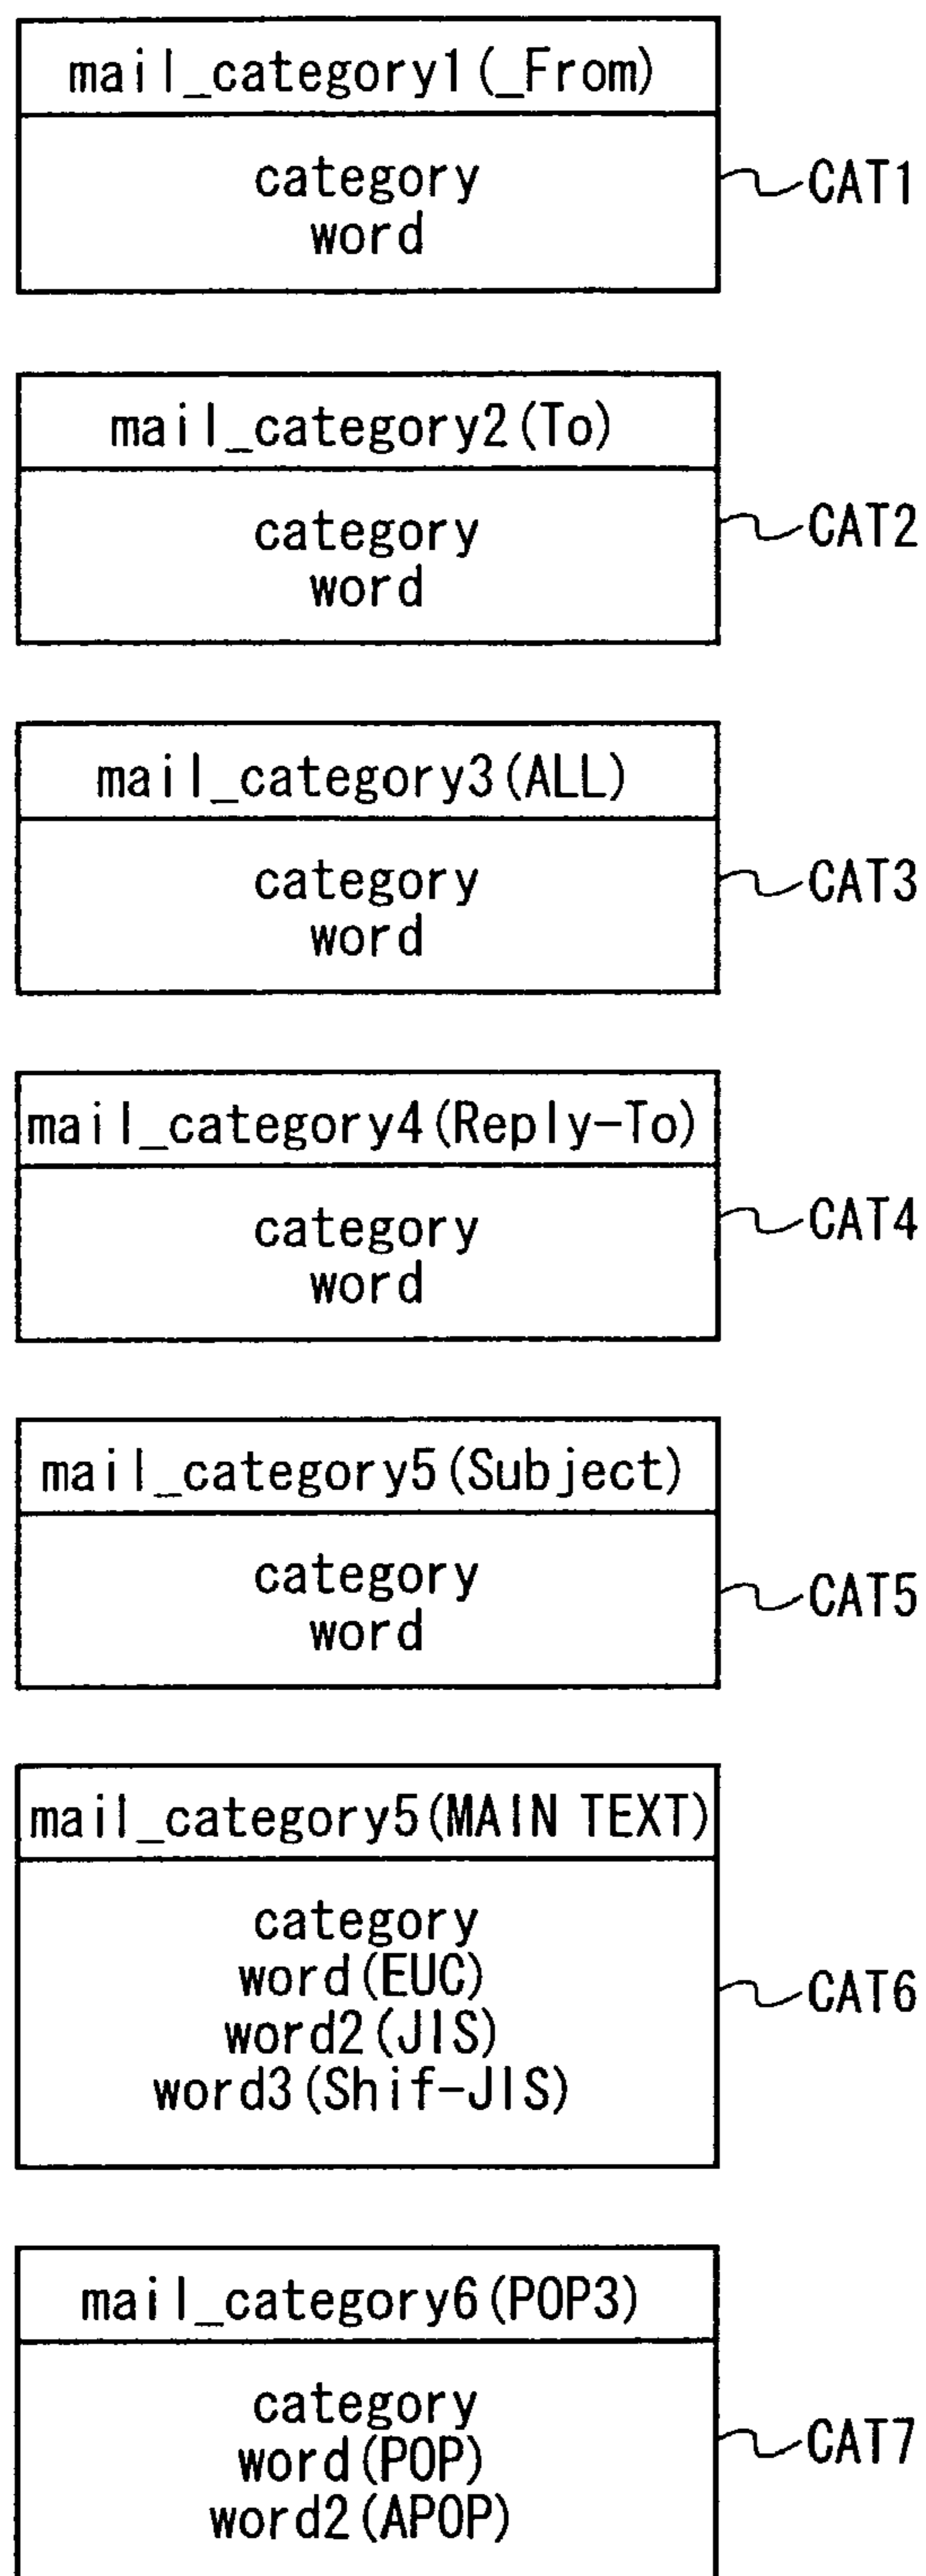 mail_category1(_From)
category
word
CAT1
mail_category2(To)
category
word
CAT2
mail_category3(ALL)
category
word
CAT3
mail_category4(Reply-To)
category
word
CAT4
mail_category5(Subject)
category
word
CAT5
mail_category5(MAIN TEXT)
category
word(EUC)
word2(JIS)
word3(Shif-JIS)
CAT6
mail_category6(POP3)
category
word(POP)
word2(APOP)
CAT7